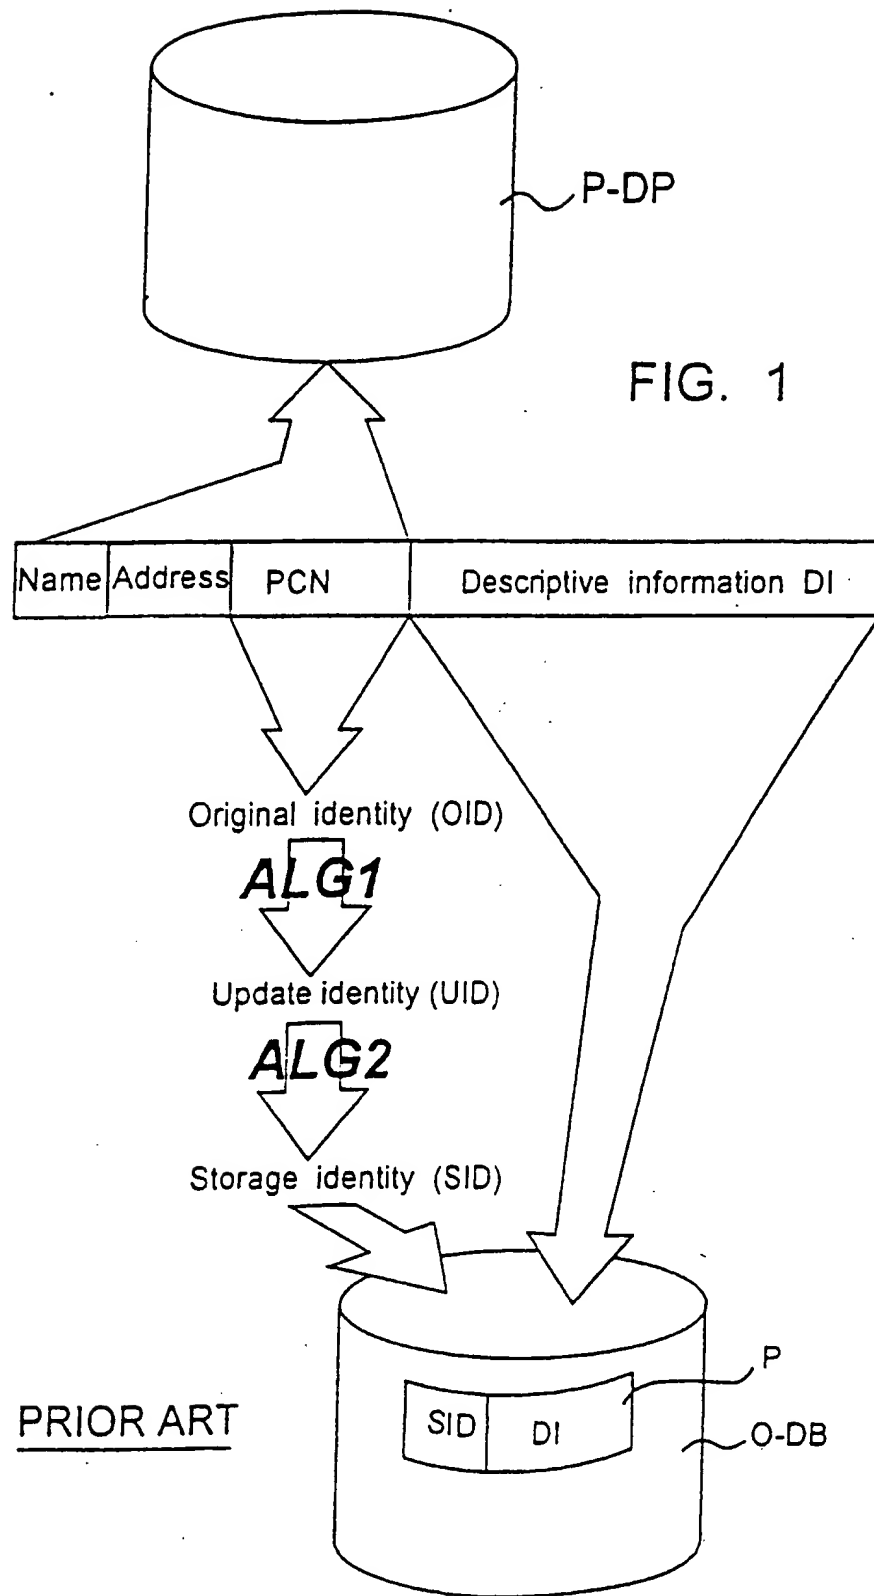 P-DP
FIG. 1
Name Address PCN Descriptive information DI
Original identity (OID)
ALG1
Update identity (UID)
ALG2
Storage identity (SID)
P
SID DI
O-DB
PRIOR ART